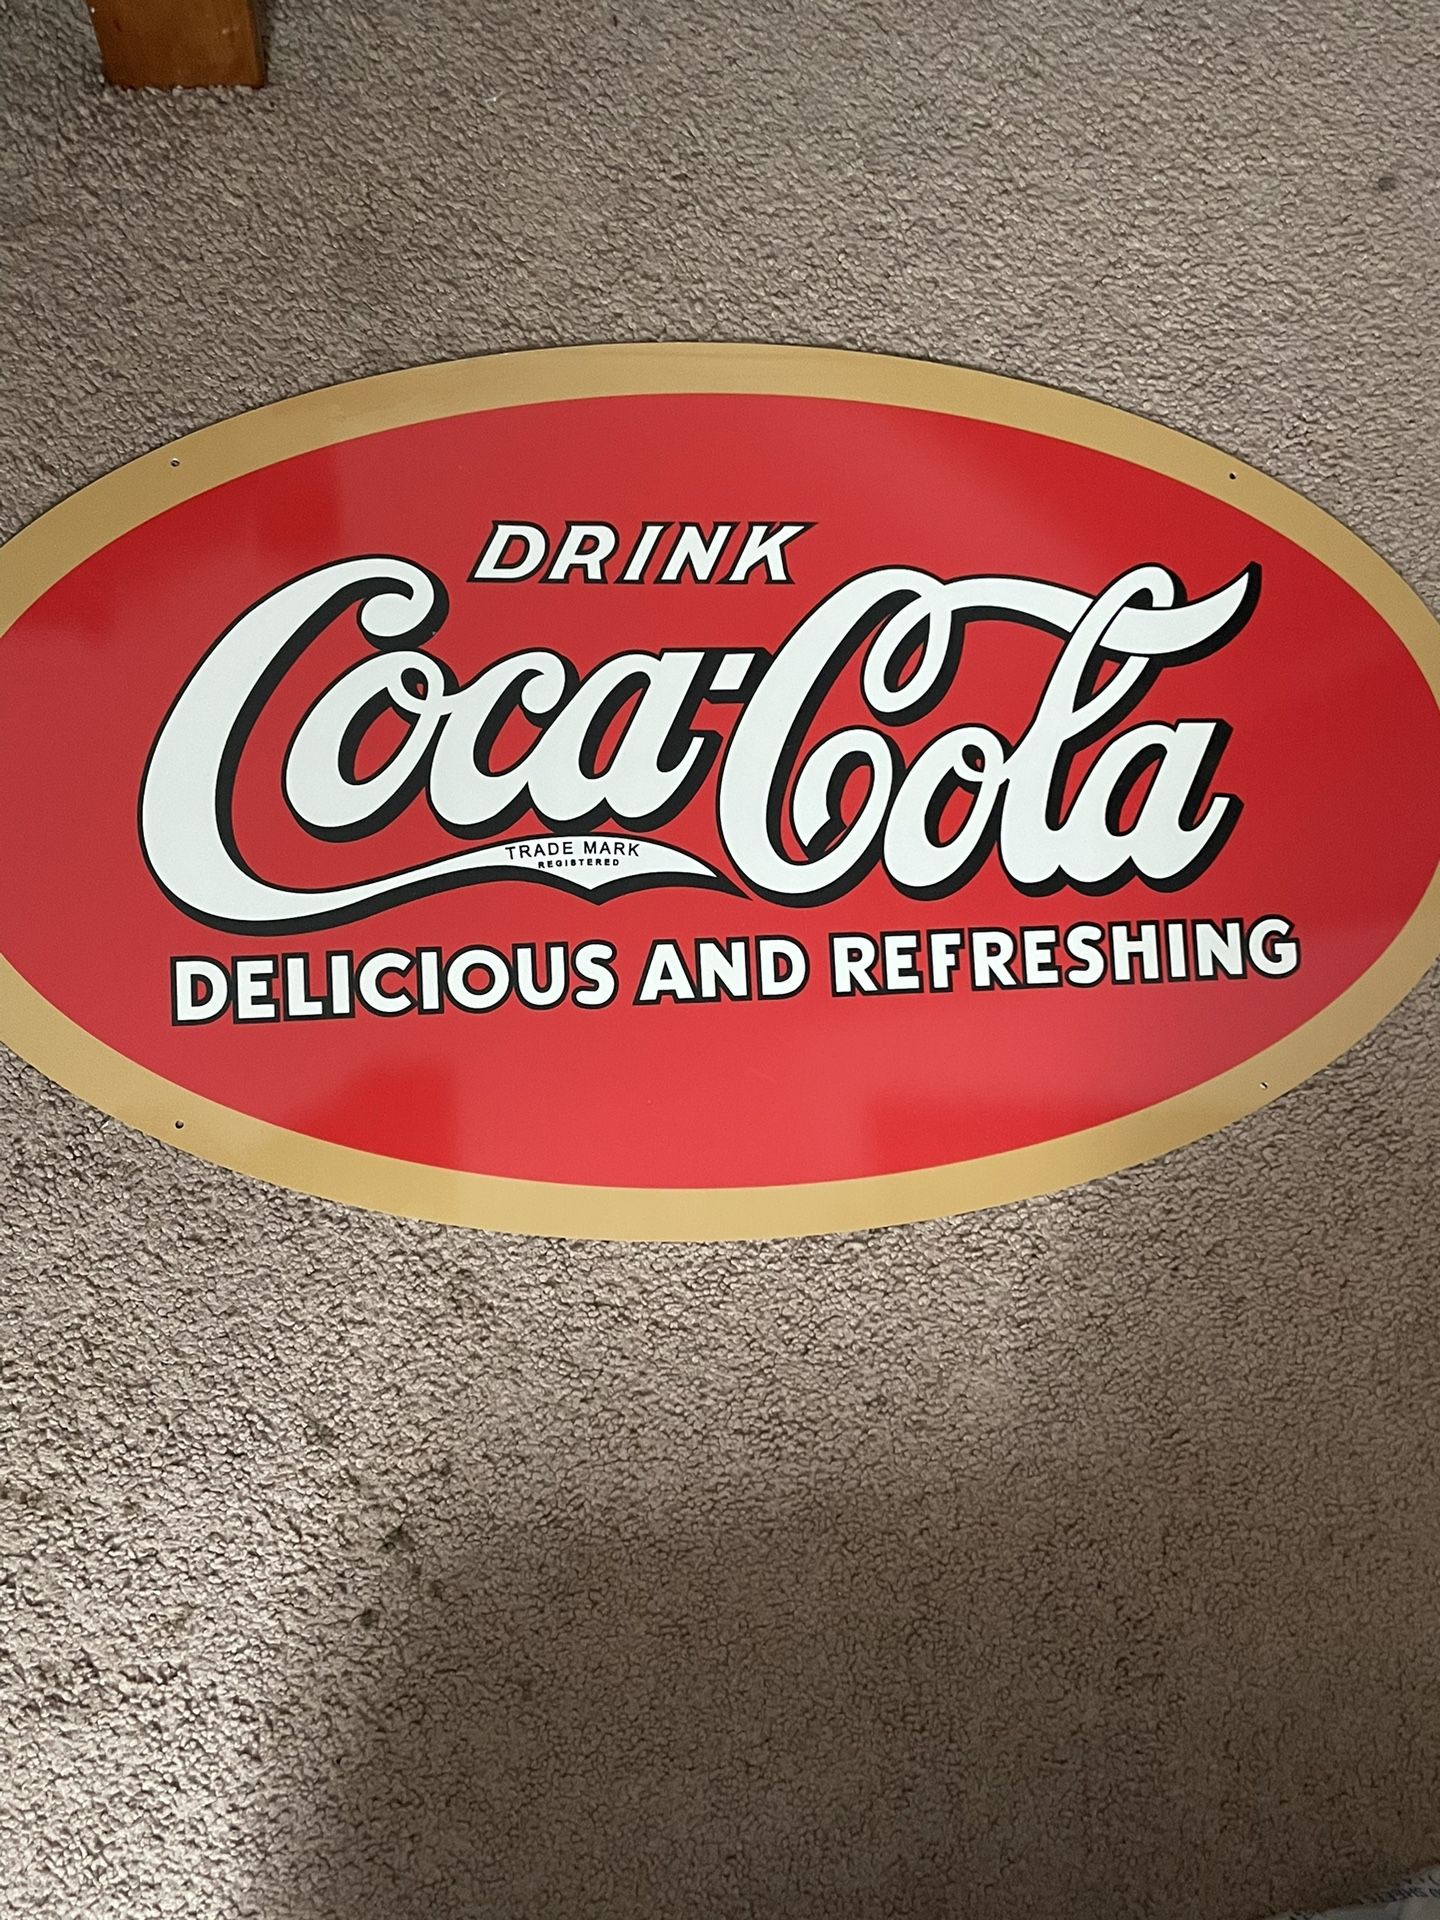 DRINK
Coca-Cola
TRADE MARK
REGISTERED
DELICIOUS AND REFRESHING